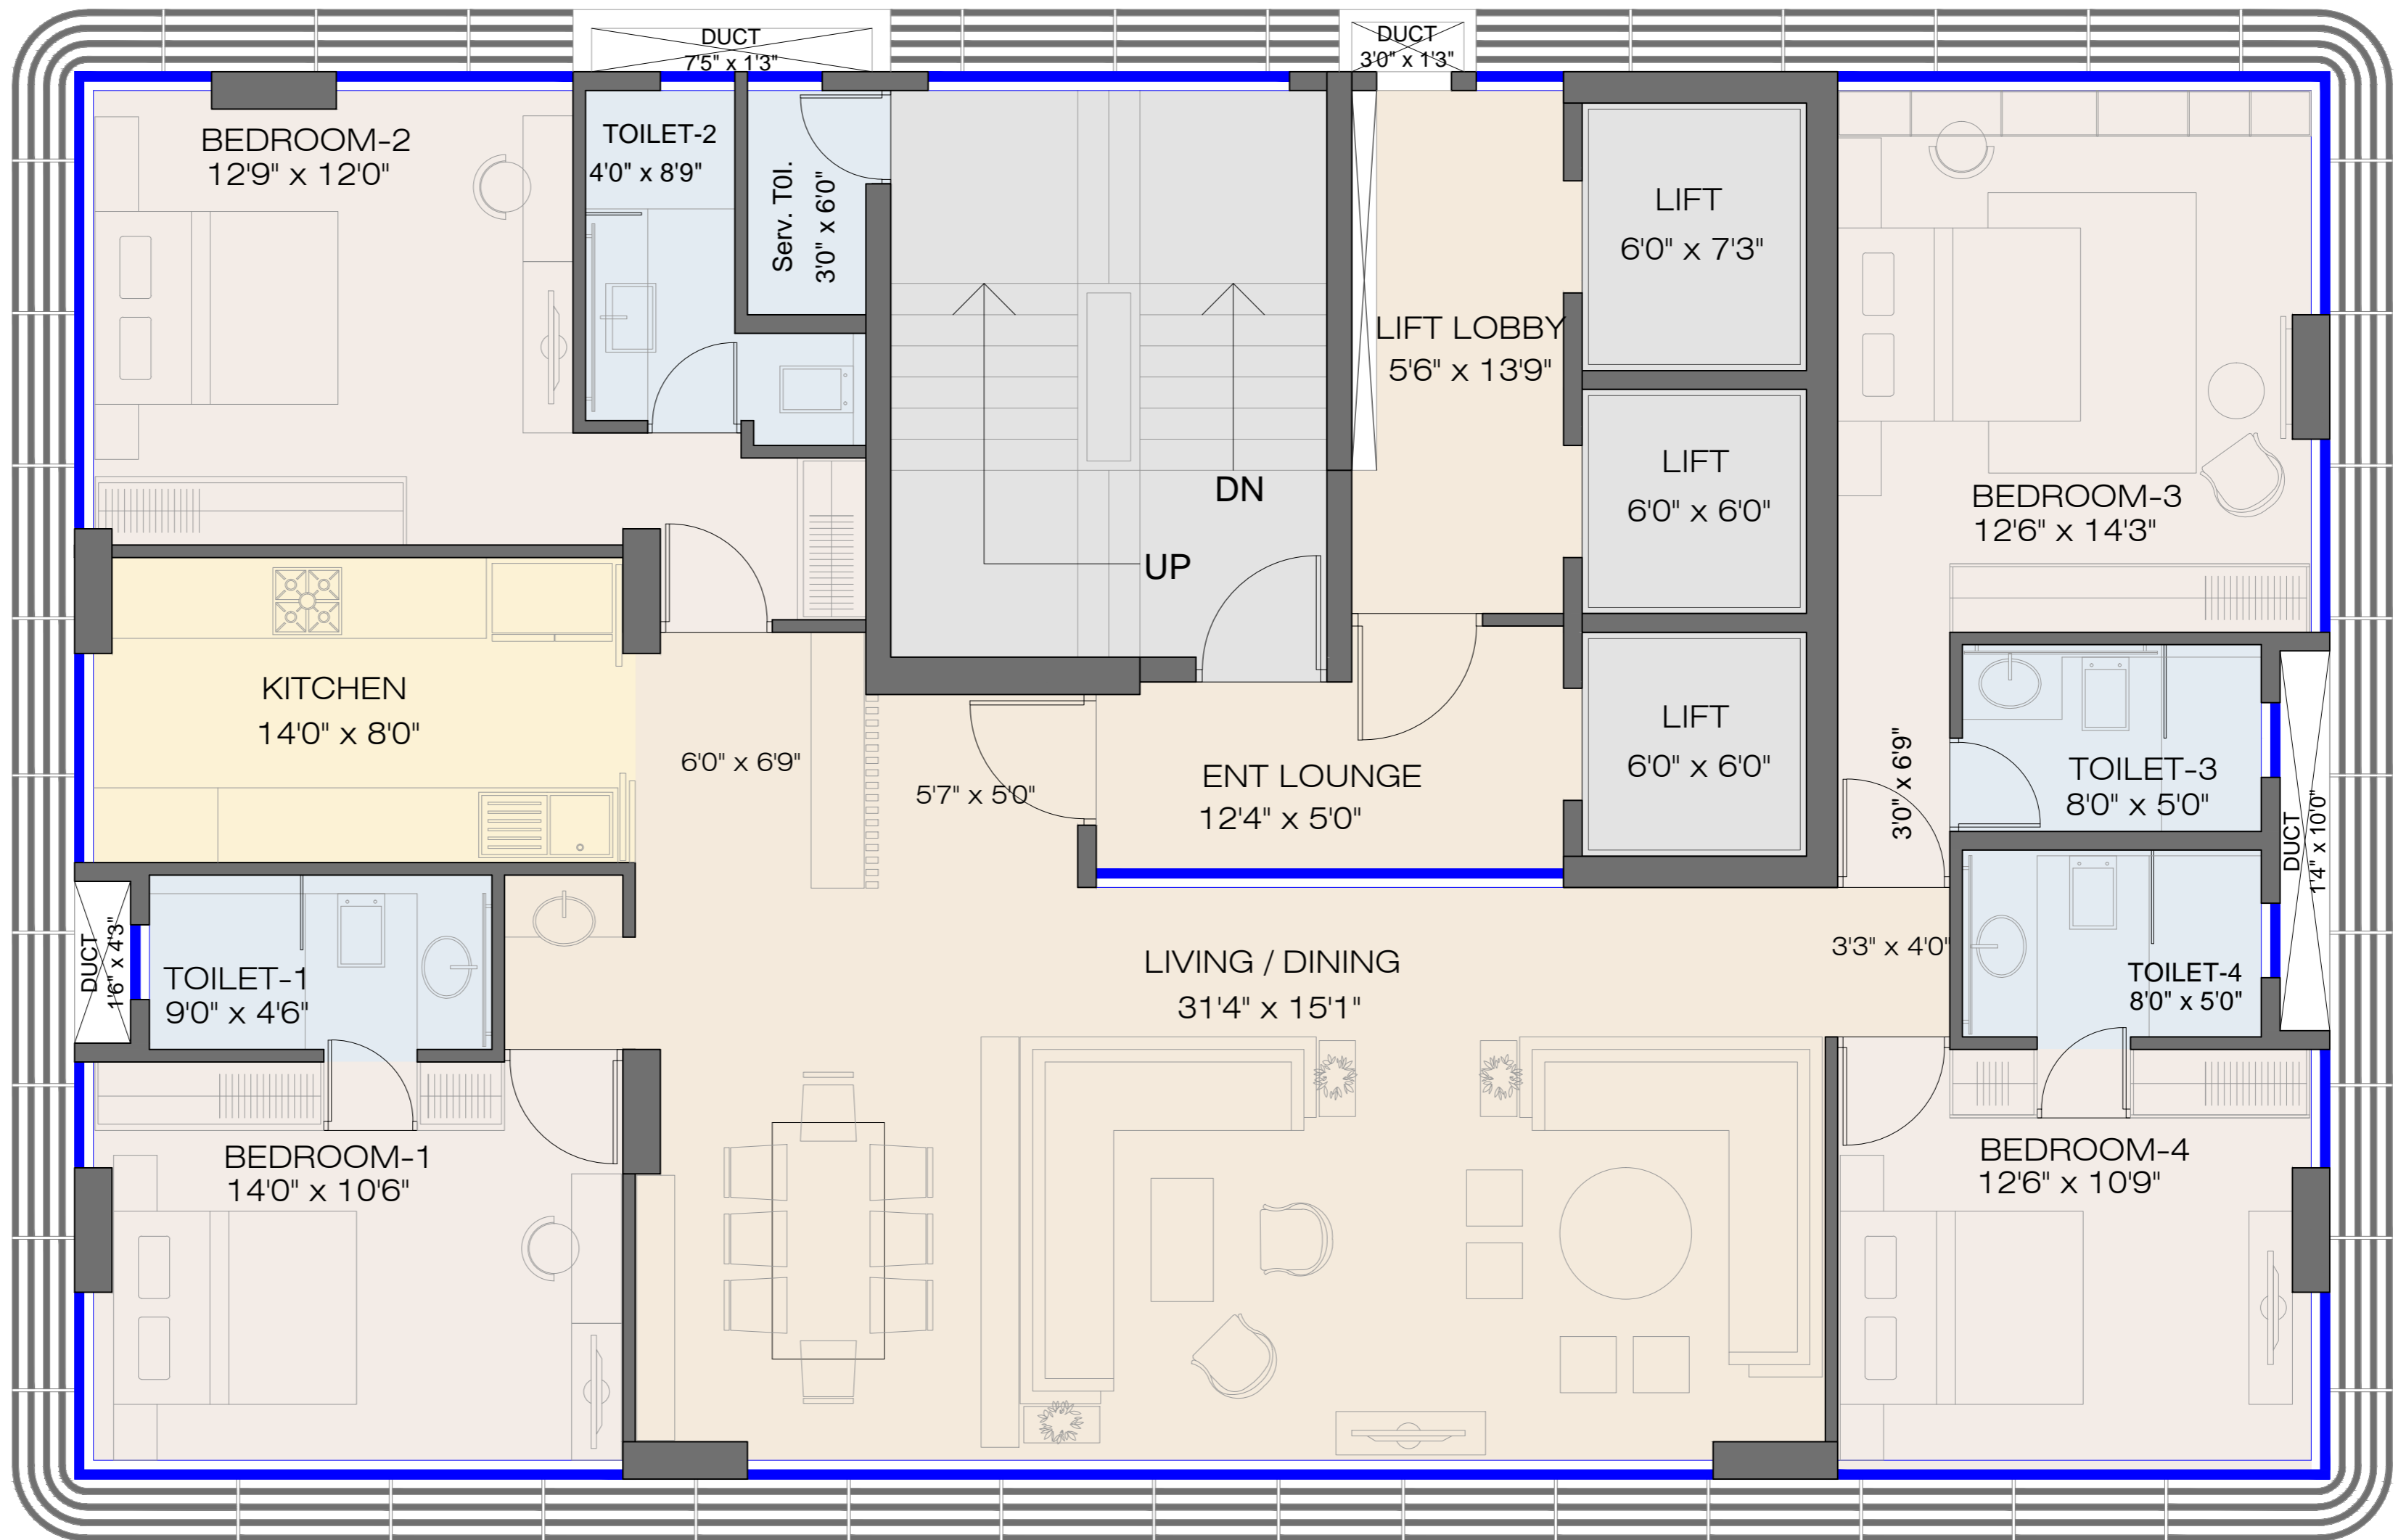 DUCT
7'5" x 1'3"
DUCT
3'0" x 1'3"
BEDROOM-2
12'9" x 12'0"
TOILET-2
4'0" x 8'9"
Serv. T0I.
3'0" x 6'0"
LIFT
6'0" x 7'3"
LIFT LOBBY
5'6" x 13'9"
LIFT
6'0" x 6'0"
DN
UP
BEDROOM-3
12'6" x 14'3"
KITCHEN
14'0" x 8'0"
6'0" x 6'9"
5'7" x 5'0"
ENT LOUNGE
12'4" x 5'0"
LIFT
6'0" x 6'0"
3'0" x 6'9"
TOILET-3
8'0" x 5'0"
DUCT
1'4" x 10'0"
DUCT
1'6" x 4'3"
TOILET-1
9'0" x 4'6"
LIVING / DINING
31'4" x 15'1"
3'3" x 4'0"
TOILET-4
8'0" x 5'0"
BEDROOM-1
14'0" x 10'6"
BEDROOM-4
12'6" x 10'9"